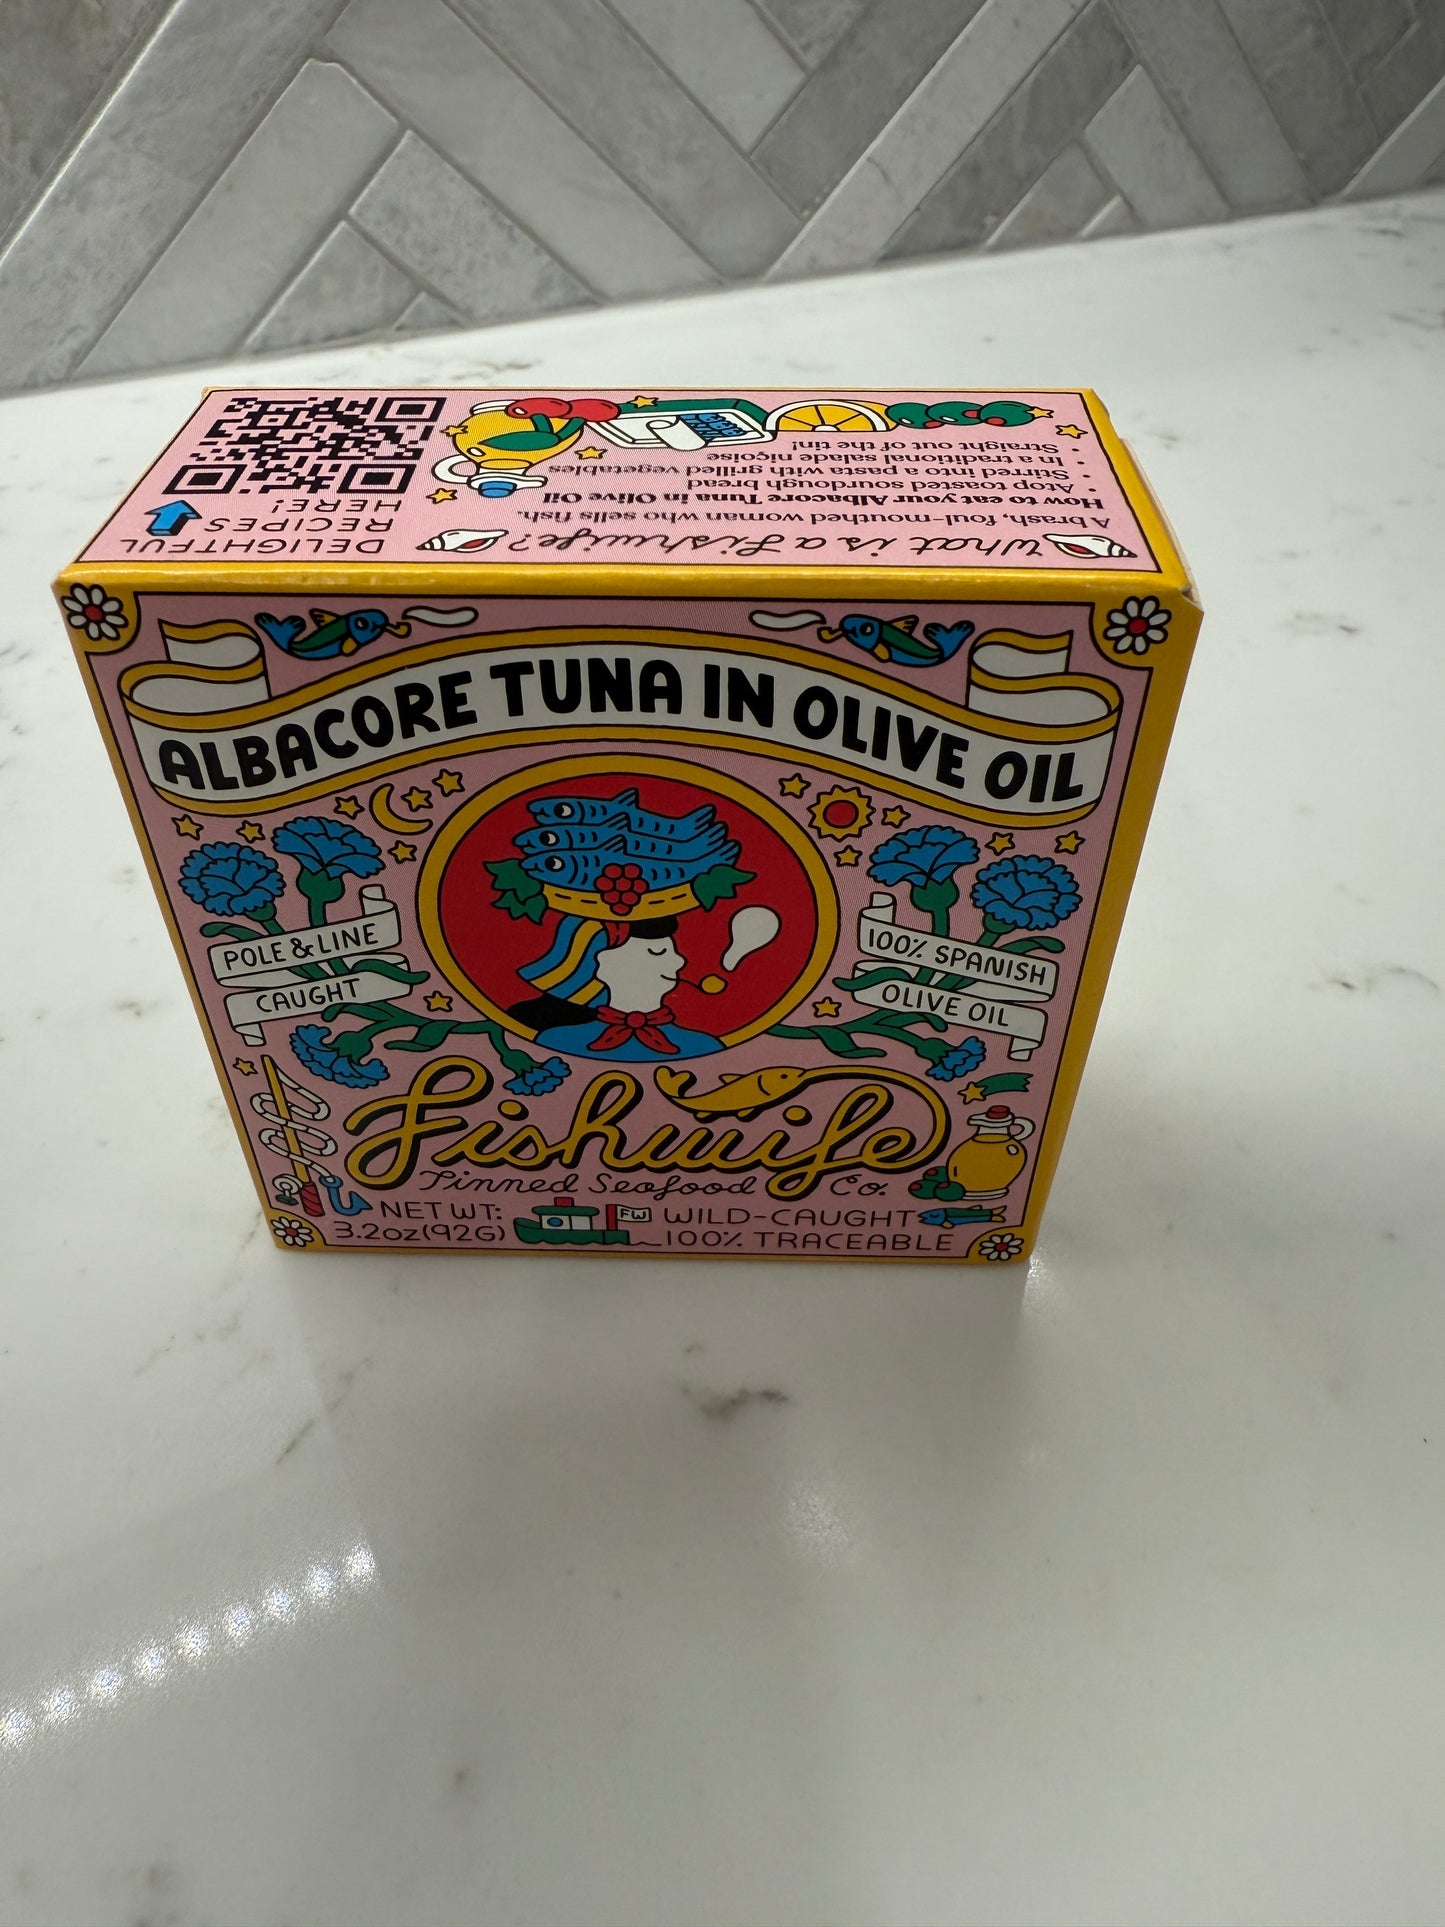 What is a Fishwife?
A brash, foul-mouthed woman who sells fish.
How to eat your Albacore Tuna in Olive Oil
• Atop toasted sourdough bread
• Stirred into a pasta with grilled vegetables
• In a traditional salade niçoise
• Straight out of the tin!
DELIGHTFUL
RECIPES
HERE!
ALBACORE TUNA IN OLIVE OIL
POLE & LINE
CAUGHT
100% SPANISH
OLIVE OIL
Fishwife
Tinned Seafood Co.
NET WT:
3.2oz(92G)
FW
WILD-CAUGHT
100% TRACEABLE